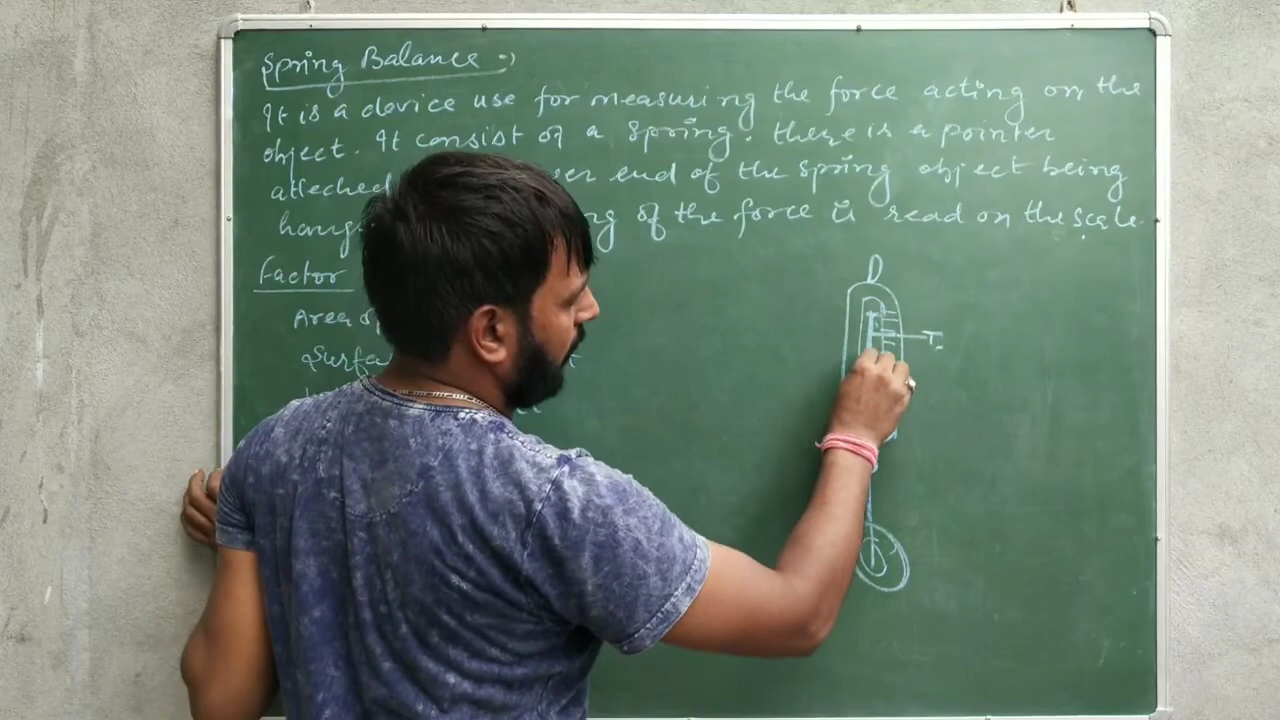 Spring Balance :-)
It is a device use for measuring the force acting on the
object. It consist of a spring. there is a pointer
atteched end of the spring object being
hang of the force is read on the scale.
Factor
Area
Surfa